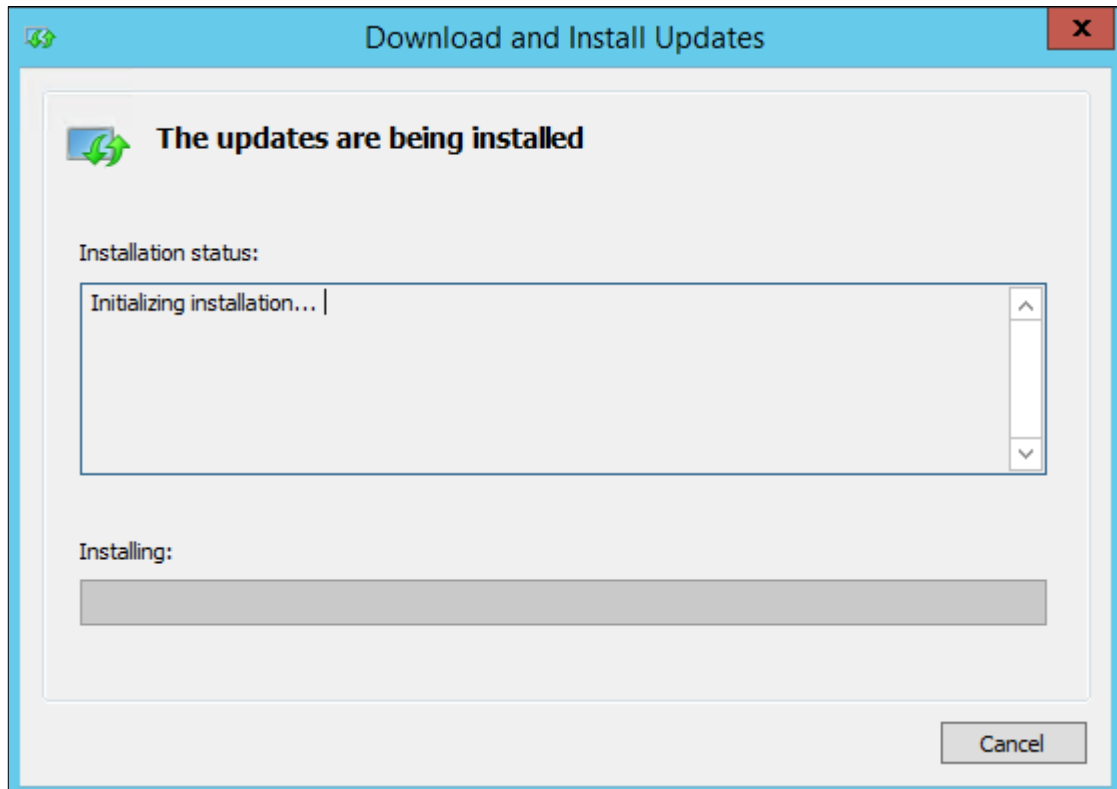 Download and Install Updates
x
The updates are being installed
Installation status:
Initializing installation...
Installing:
Cancel